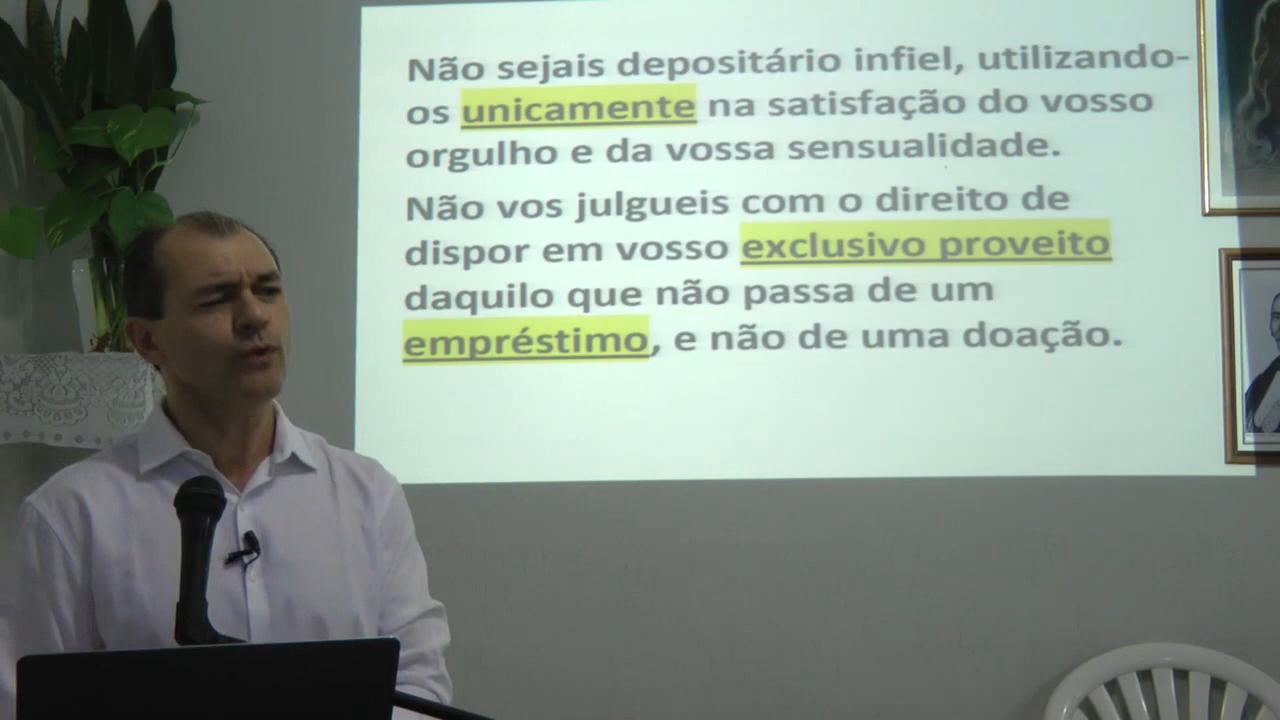 Não sejais depositário infiel, utilizando-
os unicamente na satisfação do vosso
orgulho e da vossa sensualidade.
Não vos julgueis com o direito de
dispor em vosso exclusivo proveito
daquilo que não passa de um
empréstimo, e não de uma doação.